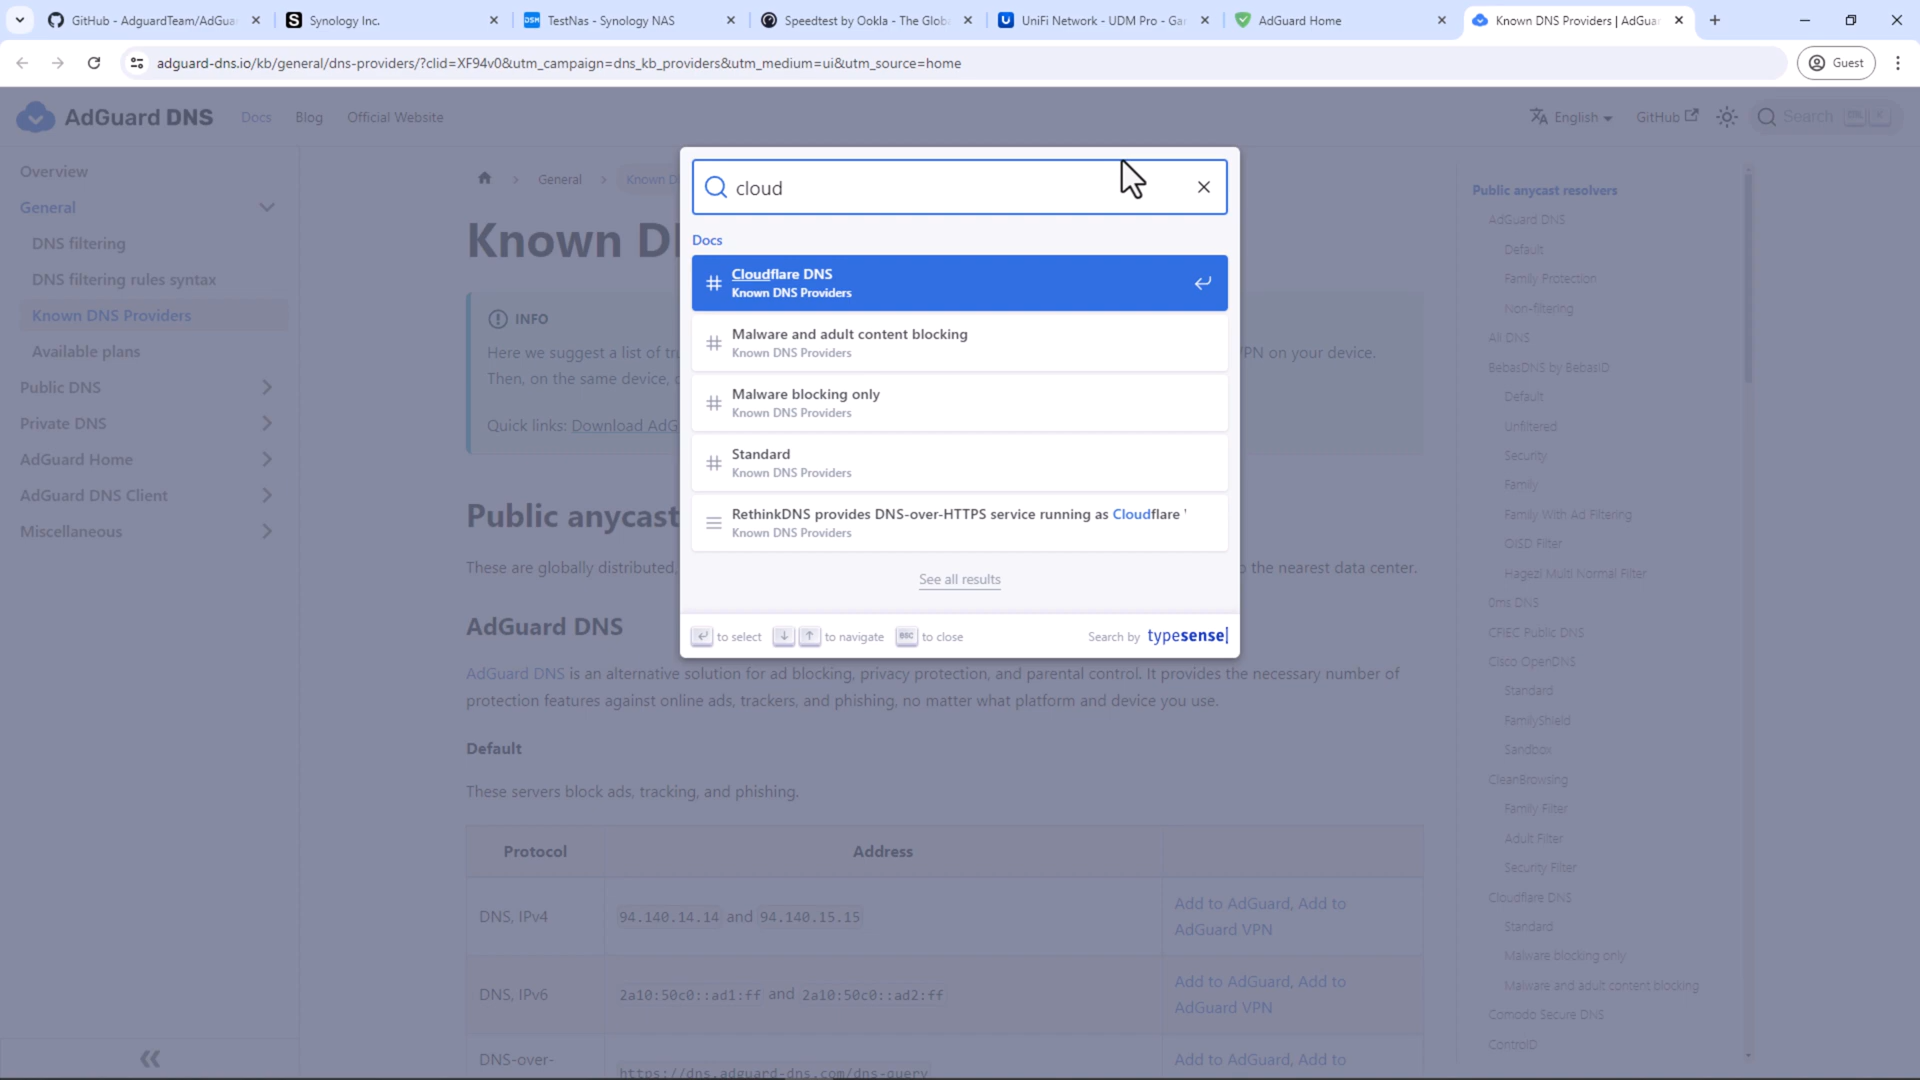 GitHub - AdguardTeam/AdGua
Synology Inc.
DSM
TestNas - Synology NAS
Speedtest by Ookla - The Glob
UniFi Network - UDM Pro - Ga
AdGuard Home
Known DNS Providers | AdGua
adguard-dns.io/kb/general/dns-providers/?clid=XF94v0&utm_campaign=dns_kb_providers&utm_medium=ui&utm_source=home
Guest
AdGuard DNS
Docs
Blog
Official Website
English
GitHub
Search
K
Overview
General
DNS filtering
DNS filtering rules syntax
Known DNS Providers
Available plans
Public DNS
Private DNS
AdGuard Home
AdGuard DNS Client
Miscellaneous
General
Known D
Known D
INFO
Here we suggest a list of tru
PN on your device.
Then, on the same device,
Quick links: Download AdG
Public anycast
These are globally distributed,
o the nearest data center.
AdGuard DNS
AdGuard DNS is an alternative solution for ad blocking, privacy protection, and parental control. It provides the necessary number of
protection features against online ads, trackers, and phishing, no matter what platform and device you use.
Default
These servers block ads, tracking, and phishing.
Protocol
Address
DNS, IPv4
94.140.14.14 and 94.140.15.15
Add to AdGuard, Add to
AdGuard VPN
DNS, IPv6
2a10:50c0::ad1:ff and 2a10:50c0::ad2:ff
Add to AdGuard, Add to
AdGuard VPN
DNS-over-
https://dns.adguard-dns.com/dns-query
Add to AdGuard, Add to
cloud
Docs
Cloudflare DNS
Known DNS Providers
Malware and adult content blocking
Known DNS Providers
Malware blocking only
Known DNS Providers
Standard
Known DNS Providers
RethinkDNS provides DNS-over-HTTPS service running as Cloudflare
Known DNS Providers
See all results
to select
to navigate
ESC to close
Search by typesense
Public anycast resolvers
AdGuard DNS
Default
Family Protection
Non-filtering
Ali DNS
BebasDNS by BebasID
Default
Unfiltered
Security
Family
Family With Ad Filtering
OISD Filter
Hagezi Multi Normal Filter
0ms DNS
CFIEC Public DNS
Cisco OpenDNS
Standard
FamilyShield
Sandbox
CleanBrowsing
Family Filter
Adult Filter
Security Filter
Cloudflare DNS
Standard
Malware blocking only
Malware and adult content blocking
Comodo Secure DNS
ControlD